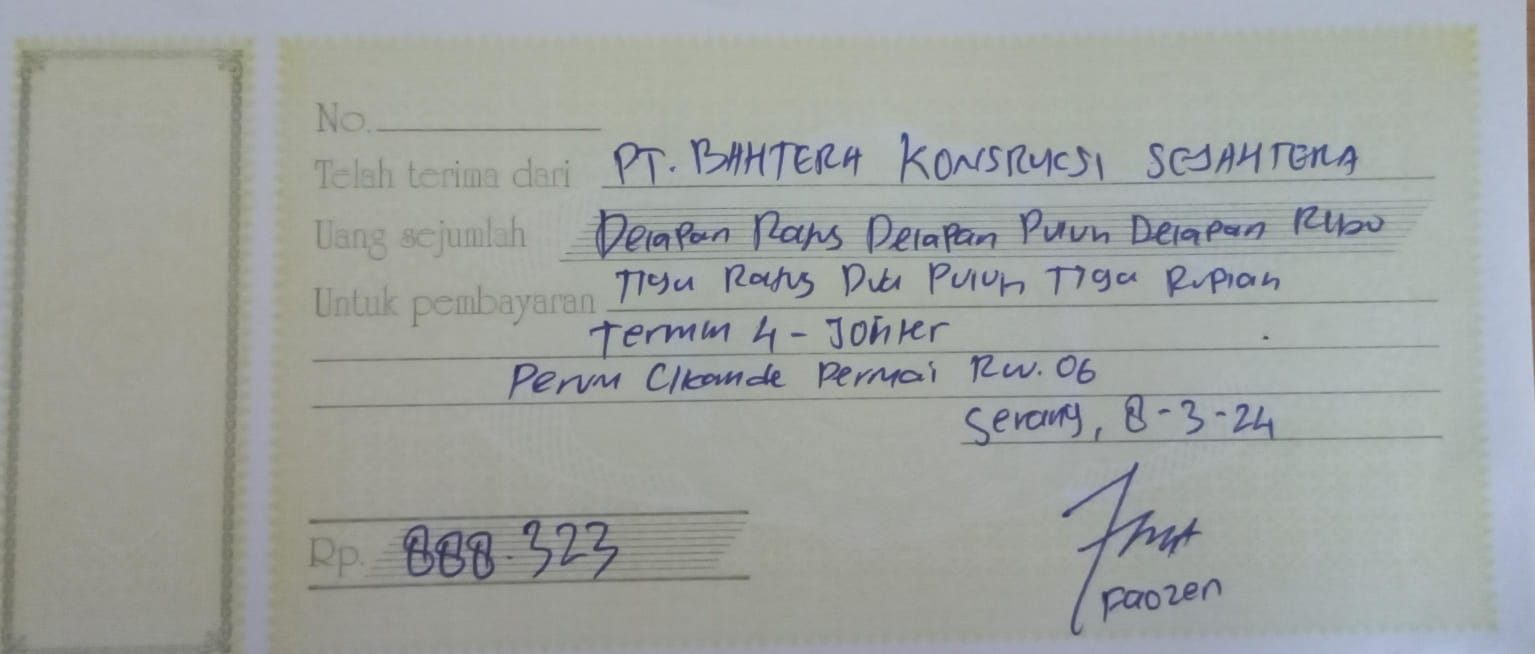 No.
Telah terima dari PT. BAHTERA KONSRUKSI SEJAHTERA
Uang sejumlah Delapan Ratus Delapan Puluh Delapan Ribu
Untuk pembayaran Tiga Ratus Dua Puluh Tiga Rupiah
Termin 4 - Jonter
Perum Cikande Permai RW. 06
Serang, 8-3-24
Rp. 888.323
Paozen